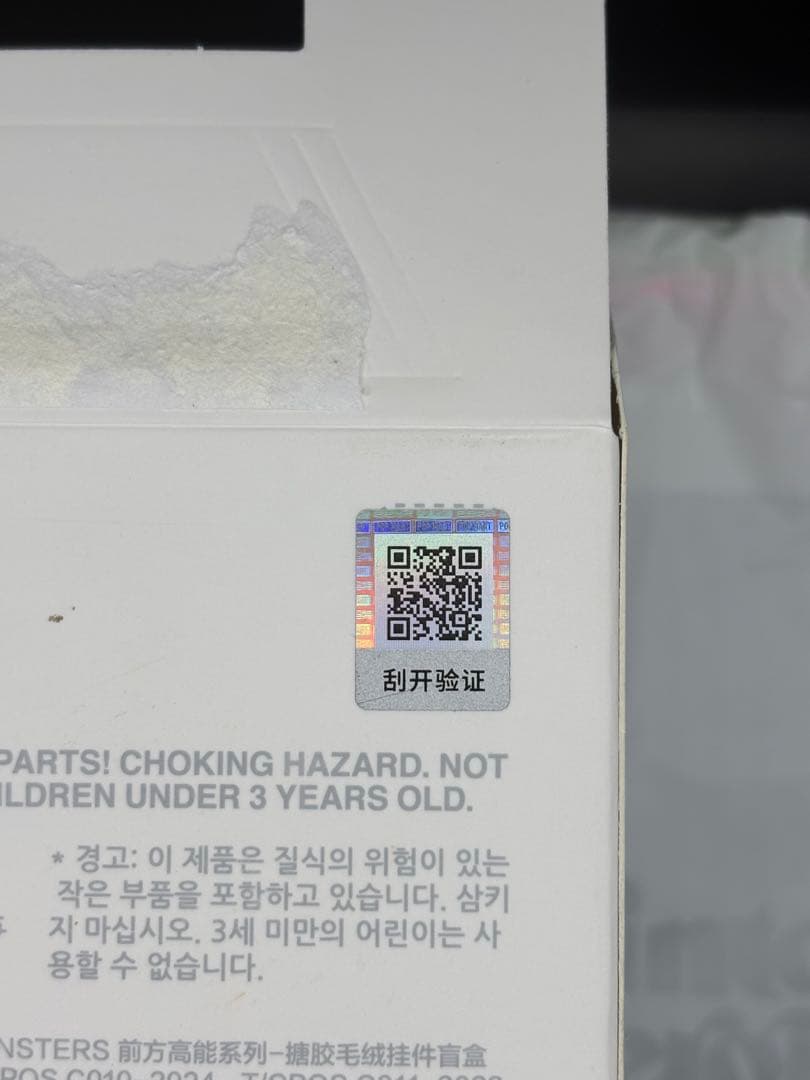 刮开验证
PARTS! CHOKING HAZARD. NOT
ILDREN UNDER 3 YEARS OLD.
* 경고: 이 제품은 질식의 위험이 있는
작은 부품을 포함하고 있습니다. 삼키
지 마십시오. 3세 미만의 어린이는 사
용할 수 없습니다.
NSTERS 前方高能系列-搪胶毛绒挂件盲盒